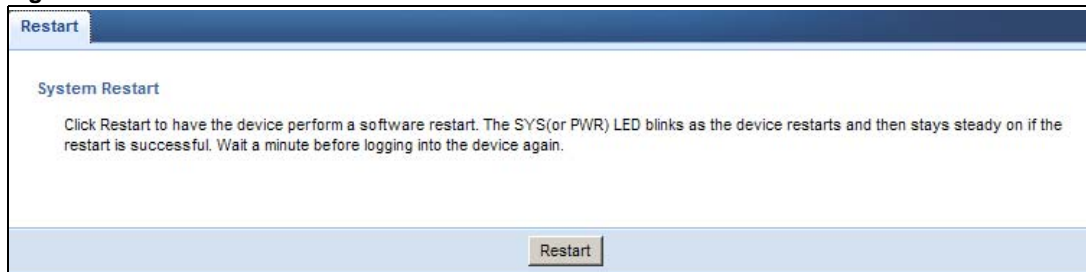 Restart
System Restart
Click Restart to have the device perform a software restart. The SYS(or PWR) LED blinks as the device restarts and then stays steady on if the
restart is successful. Wait a minute before logging into the device again.
Restart